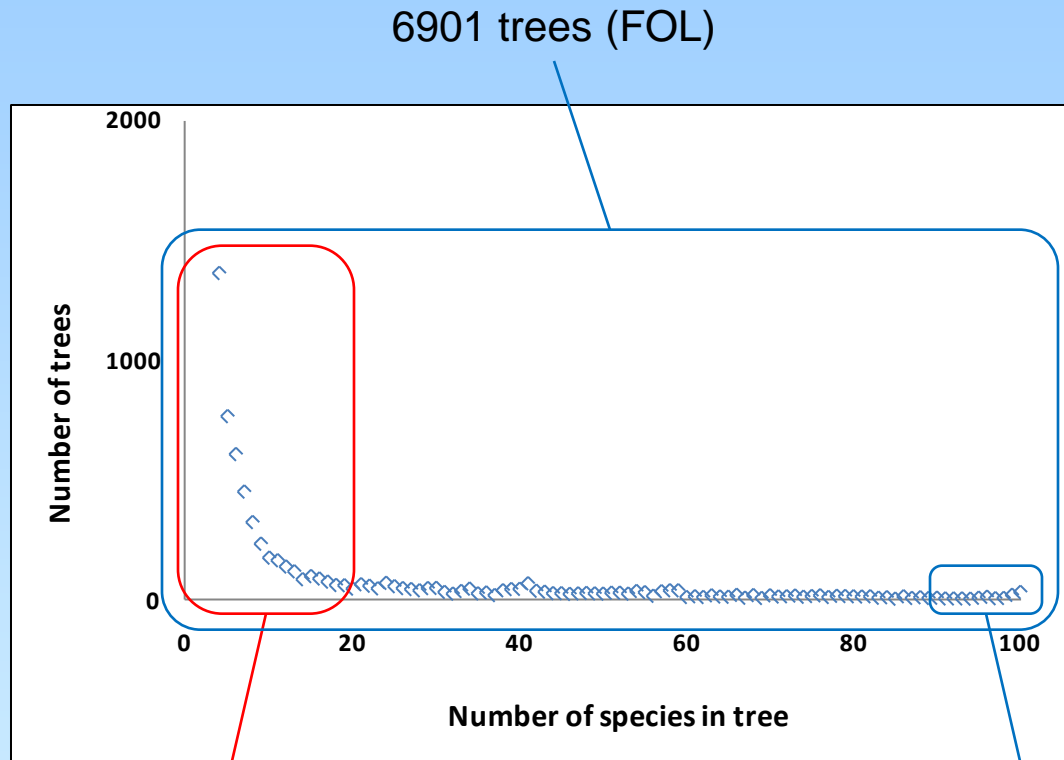 6901 trees (FOL)
2000
1000
0
Number of trees
0 20 40 60 80 100
Number of species in tree